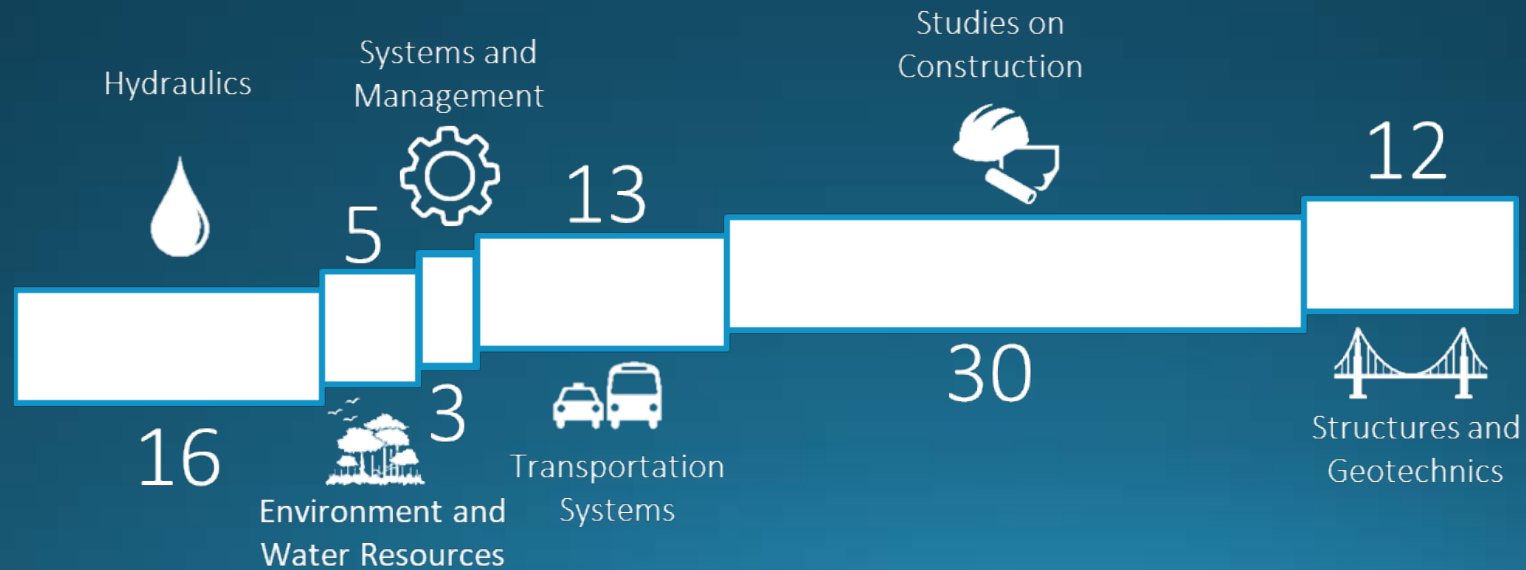 Hydraulics
16
5
Environment and
Water Resources
Systems and
Management
3
13
Transportation
Systems
Studies on
Construction
30
12
Structures and
Geotechnics